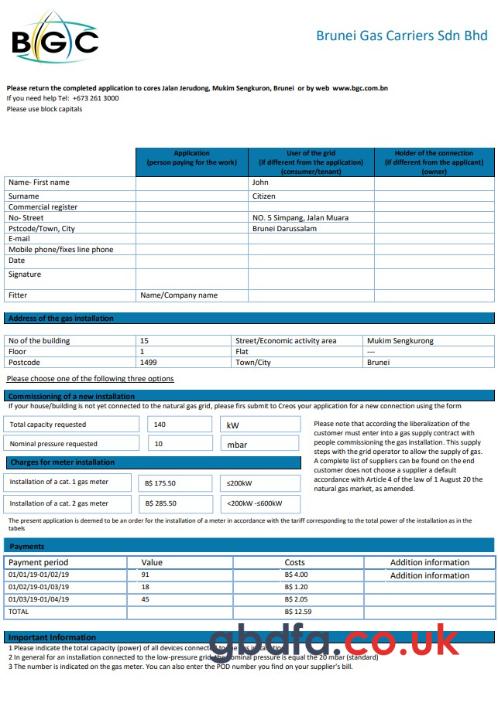 BGC
Brunei Gas Carriers Sdn Bhd
Please return the completed application to cores Jalan Jerudong, Mukim Sengkuron, Brunei or by web www.bgc.com.bn
If you need help Tel: +673 261 3000
Please use block capitals
Application (person paying for the work) User of the grid (if different from the application) (consumer/tenant) Holder of the connection (if different from the applicant) (owner)
Name- First name John
Surname Citizen
Commercial register
No- Street NO. 5 Simpang, Jalan Muara
Pstcode/Town, City Brunei Darussalam
E-mail
Mobile phone/fixes line phone
Date
Signature
Fitter Name/Company name
Address of the gas installation
No of the building 15 Street/Economic activity area Mukim Sengkurong
Floor 1 Flat ---
Postcode 1499 Town/City Brunei
Please choose one of the following three options
Commissioning of a new installation
If your house/building is not yet connected to the natural gas grid, please firs submit to Creos your application for a new connection using the form
Total capacity requested 140 kW
Nominal pressure requested 10 mbar
Please note that according the liberalization of the
customer must enter into a gas supply contract with
people commissioning the gas installation. This supply
steps with the grid operator to allow the supply of gas.
A complete list of suppliers can be found on the end
customer does not choose a supplier a default
accordance with Article 4 of the law of 1 August 20 the
natural gas market, as amended.
Charges for meter installation
Installation of a cat. 1 gas meter B$ 175.50 ≤200kW
Installation of a cat. 2 gas meter B$ 285.50 <200kW -≤600kW
The present application is deemed to be an order for the installation of a meter in accordance with the tariff corresponding to the total power of the installation as in the
tabels
Payments
Payment period Value Costs Addition information
01/01/19-01/02/19 91 B$ 4.00 Addition information
01/02/19-01/03/19 18 B$ 1.20
01/03/19-01/04/19 45 B$ 2.05
TOTAL B$ 12.59
Important Information
1 Please indicate the total capacity (power) of all devices connected to the gas installation
2 In general for an installation connected to the low-pressure grid, the nominal pressure is equal the 20 mbar (standard)
3 The number is indicated on the gas meter. You can also enter the POD number you find on your supplier's bill.
gbdfa.co.uk